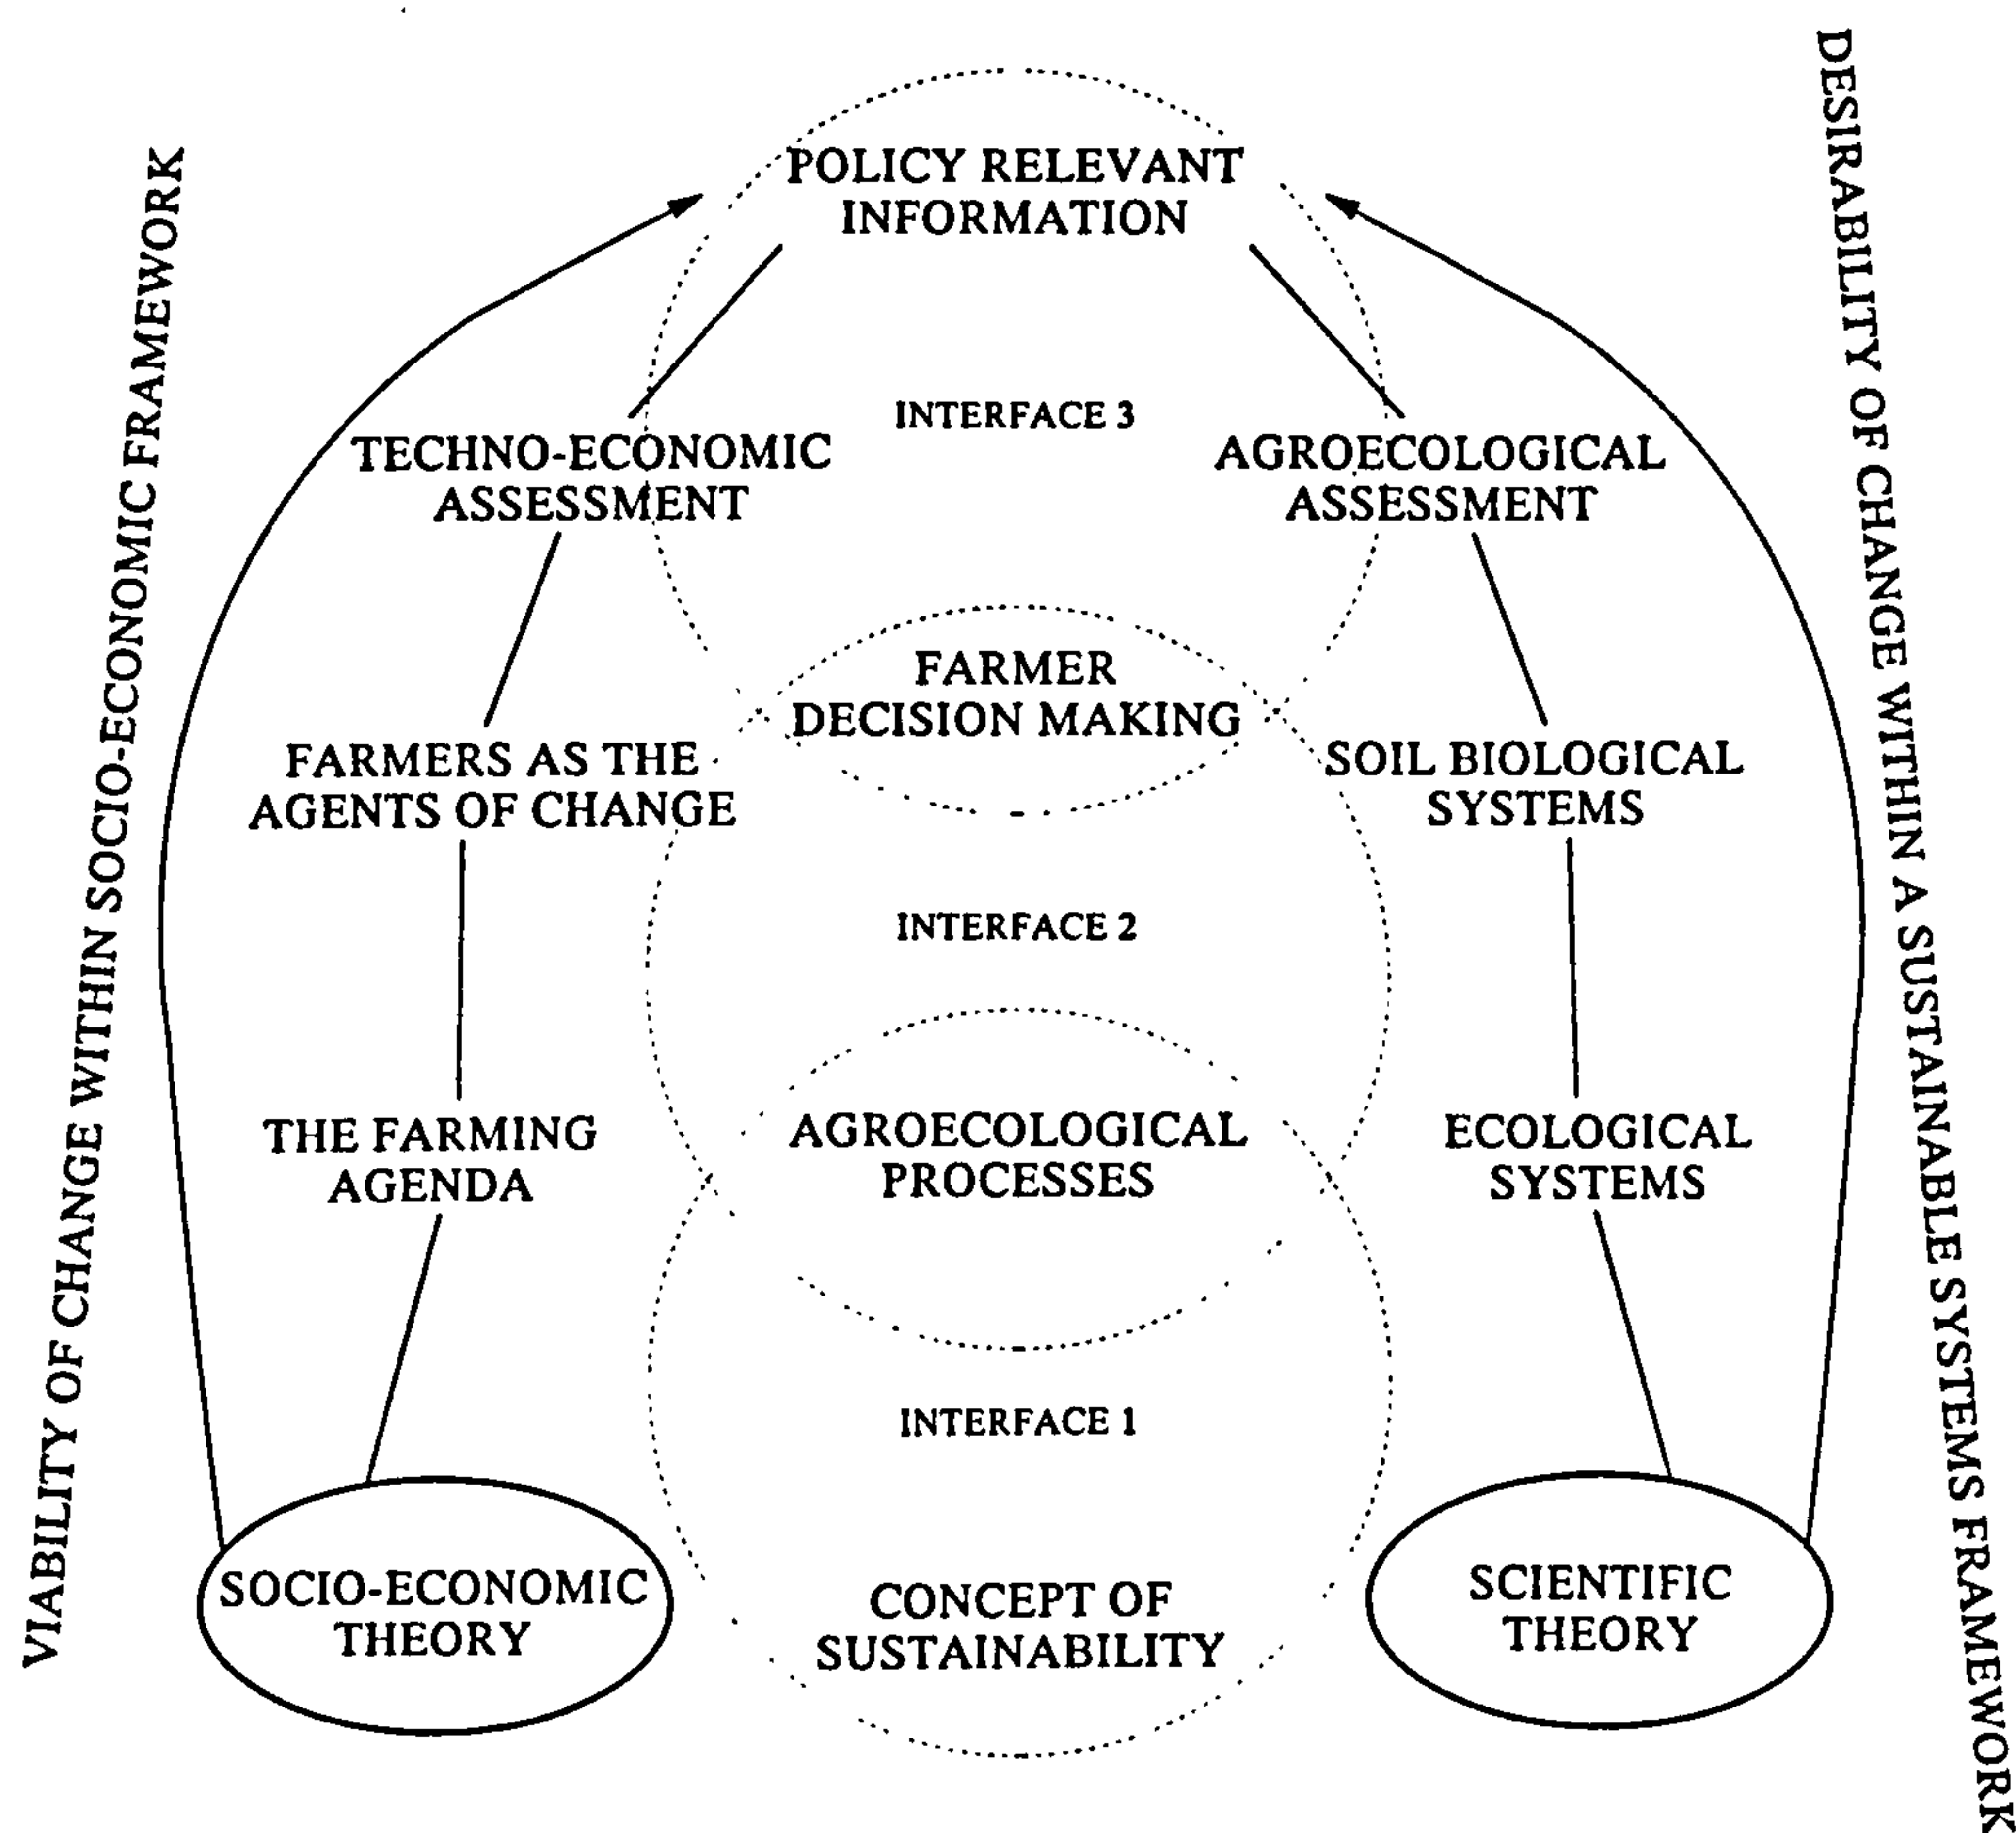 VIABILITY OF CHANGE WITHIN SOCIO-ECONOMIC FRAMEWORK
DESIRABILITY OF CHANGE WITHIN A SUSTAINABLE SYSTEMS FRAMEWORK
POLICY RELEVANT
INFORMATION
INTERFACE 3
TECHNO-ECONOMIC
ASSESSMENT
AGROECOLOGICAL
ASSESSMENT
FARMER
DECISION MAKING
FARMERS AS THE
AGENTS OF CHANGE
SOIL BIOLOGICAL
SYSTEMS
INTERFACE 2
THE FARMING
AGENDA
AGROECOLOGICAL
PROCESSES
ECOLOGICAL
SYSTEMS
INTERFACE 1
SOCIO-ECONOMIC
THEORY
CONCEPT OF
SUSTAINABILITY
SCIENTIFIC
THEORY